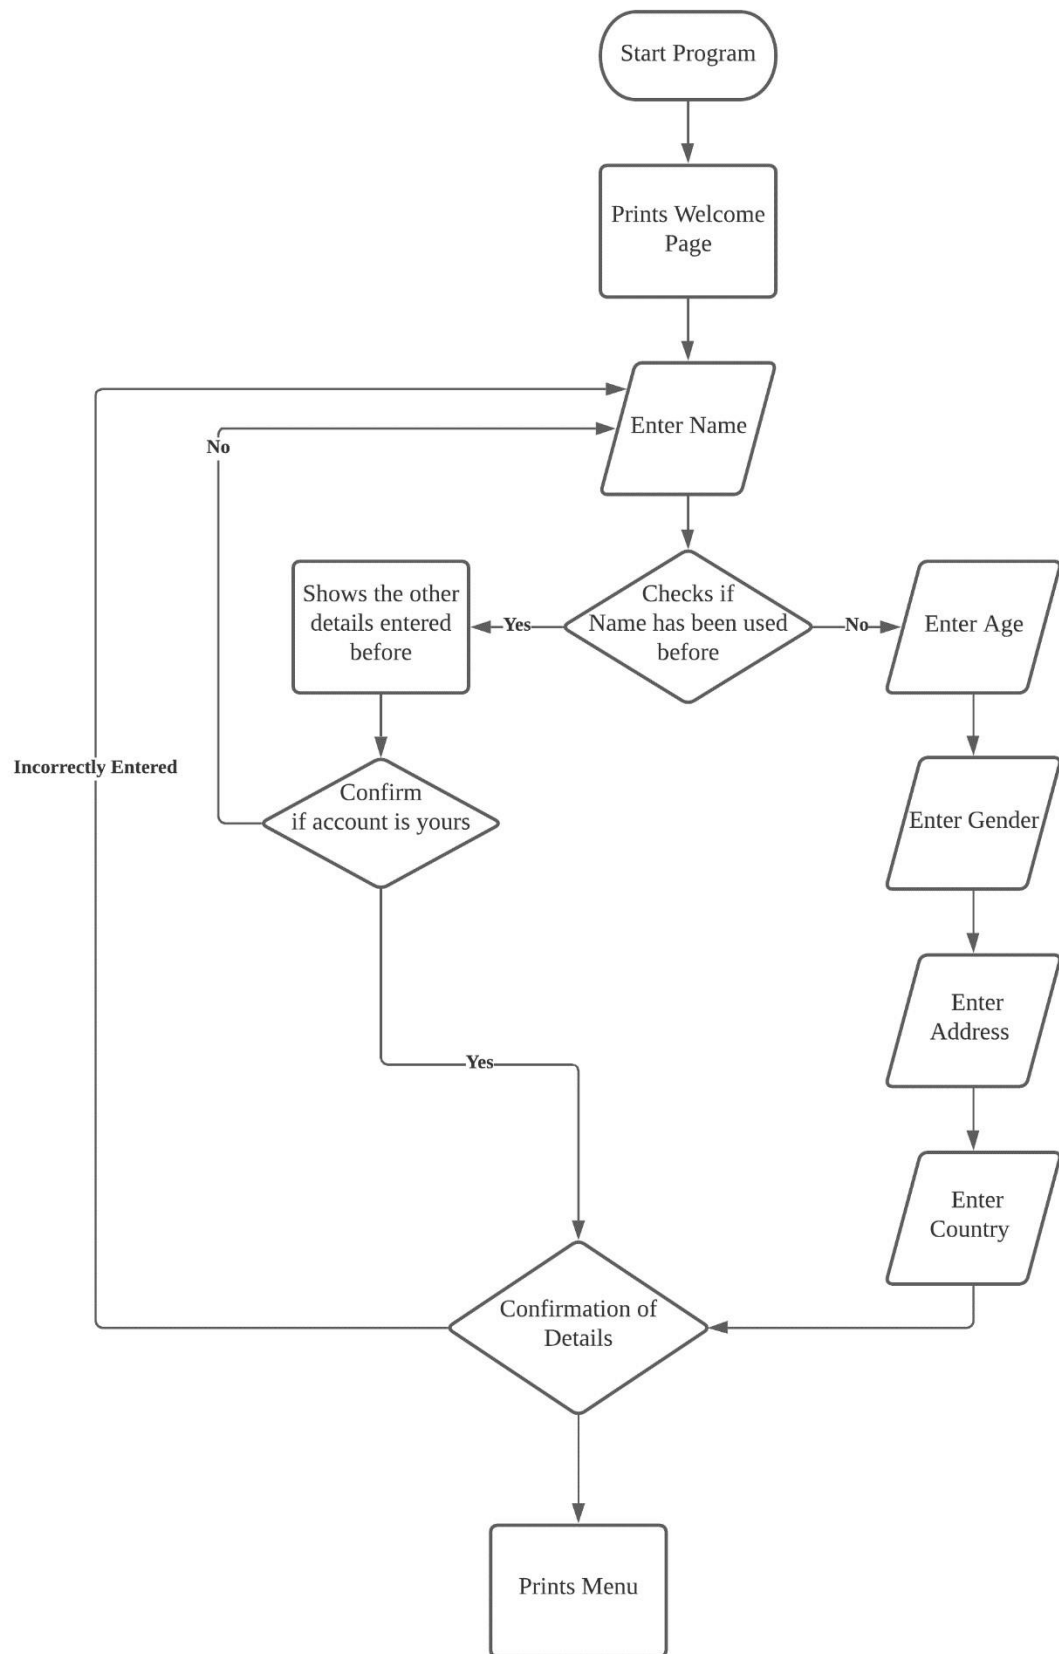 Start Program
Prints Welcome
Page
Enter Name
No
Checks if
Name has been used
before
Yes
No
Shows the other
details entered
before
Enter Age
Incorrectly Entered
Confirm
if account is yours
Enter Gender
Enter
Address
Yes
Enter
Country
Confirmation of
Details
Prints Menu